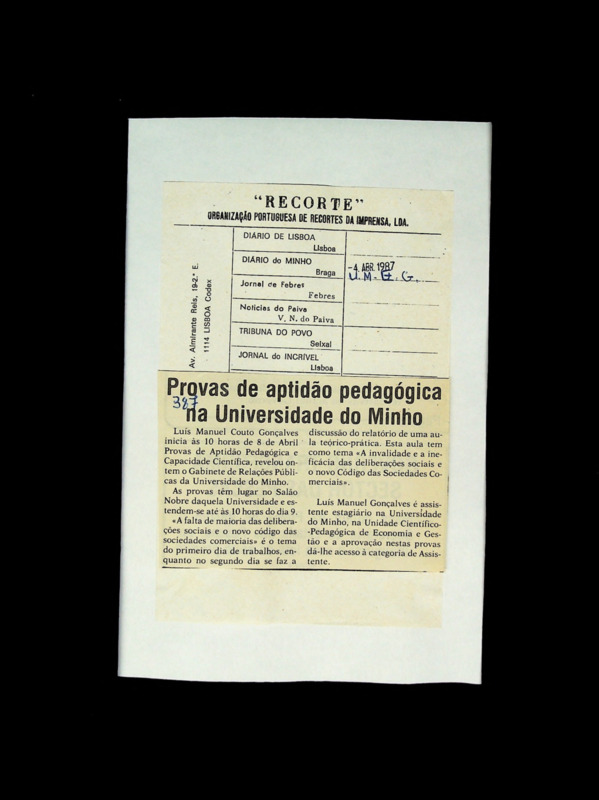 "RECORTE"
ORGANIZAÇÃO PORTUGUESA DE RECORTES DA IMPRENSA, LDA.
Av. Almirante Reis, 19-2.º E.
1114 LISBOA Codex
DIÁRIO DE LISBOA
Lisboa
DIÁRIO do MINHO
Braga
-4. ABR. 1987
U. M. E. G.
Jornal de Febres
Febres
Notícias do Paiva
V. N. do Paiva
TRIBUNA DO POVO
Seixal
JORNAL do INCRÍVEL
Lisboa
Provas de aptidão pedagógica
387
na Universidade do Minho
Luís Manuel Couto Gonçalves
inicia às 10 horas de 8 de Abril
Provas de Aptidão Pedagógica e
Capacidade Científica, revelou on-
tem o Gabinete de Relações Públi-
cas da Universidade do Minho.
As provas têm lugar no Salão
Nobre daquela Universidade e es-
tendem-se até às 10 horas do dia 9.
«A falta de maioria das delibera-
ções sociais e o novo código das
sociedades comerciais» é o tema
do primeiro dia de trabalhos, en-
quanto no segundo dia se faz a
discussão do relatório de uma au-
la teórico-prática. Esta aula tem
como tema «A invalidade e a ine-
ficácia das deliberações sociais e
o novo Código das Sociedades Co-
merciais».
Luís Manuel Gonçalves é assis-
tente estagiário na Universidade
do Minho, na Unidade Científico-
-Pedagógica de Economia e Ges-
tão e a aprovação nestas provas
dá-lhe acesso à categoria de Assis-
tente.